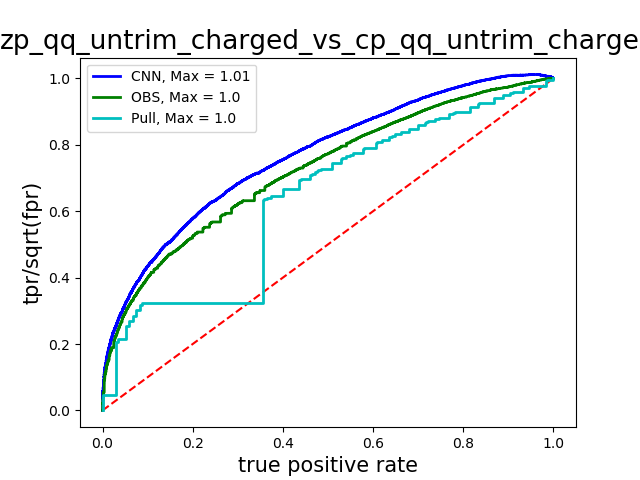 zp_qq_untrim_charged_vs_cp_qq_untrim_charge
CNN, Max = 1.01
OBS, Max = 1.0
Pull, Max = 1.0
tpr/sqrt(fpr)
1.0
0.8
0.6
0.4
0.2
0.0
0.0 0.2 0.4 0.6 0.8 1.0
true positive rate